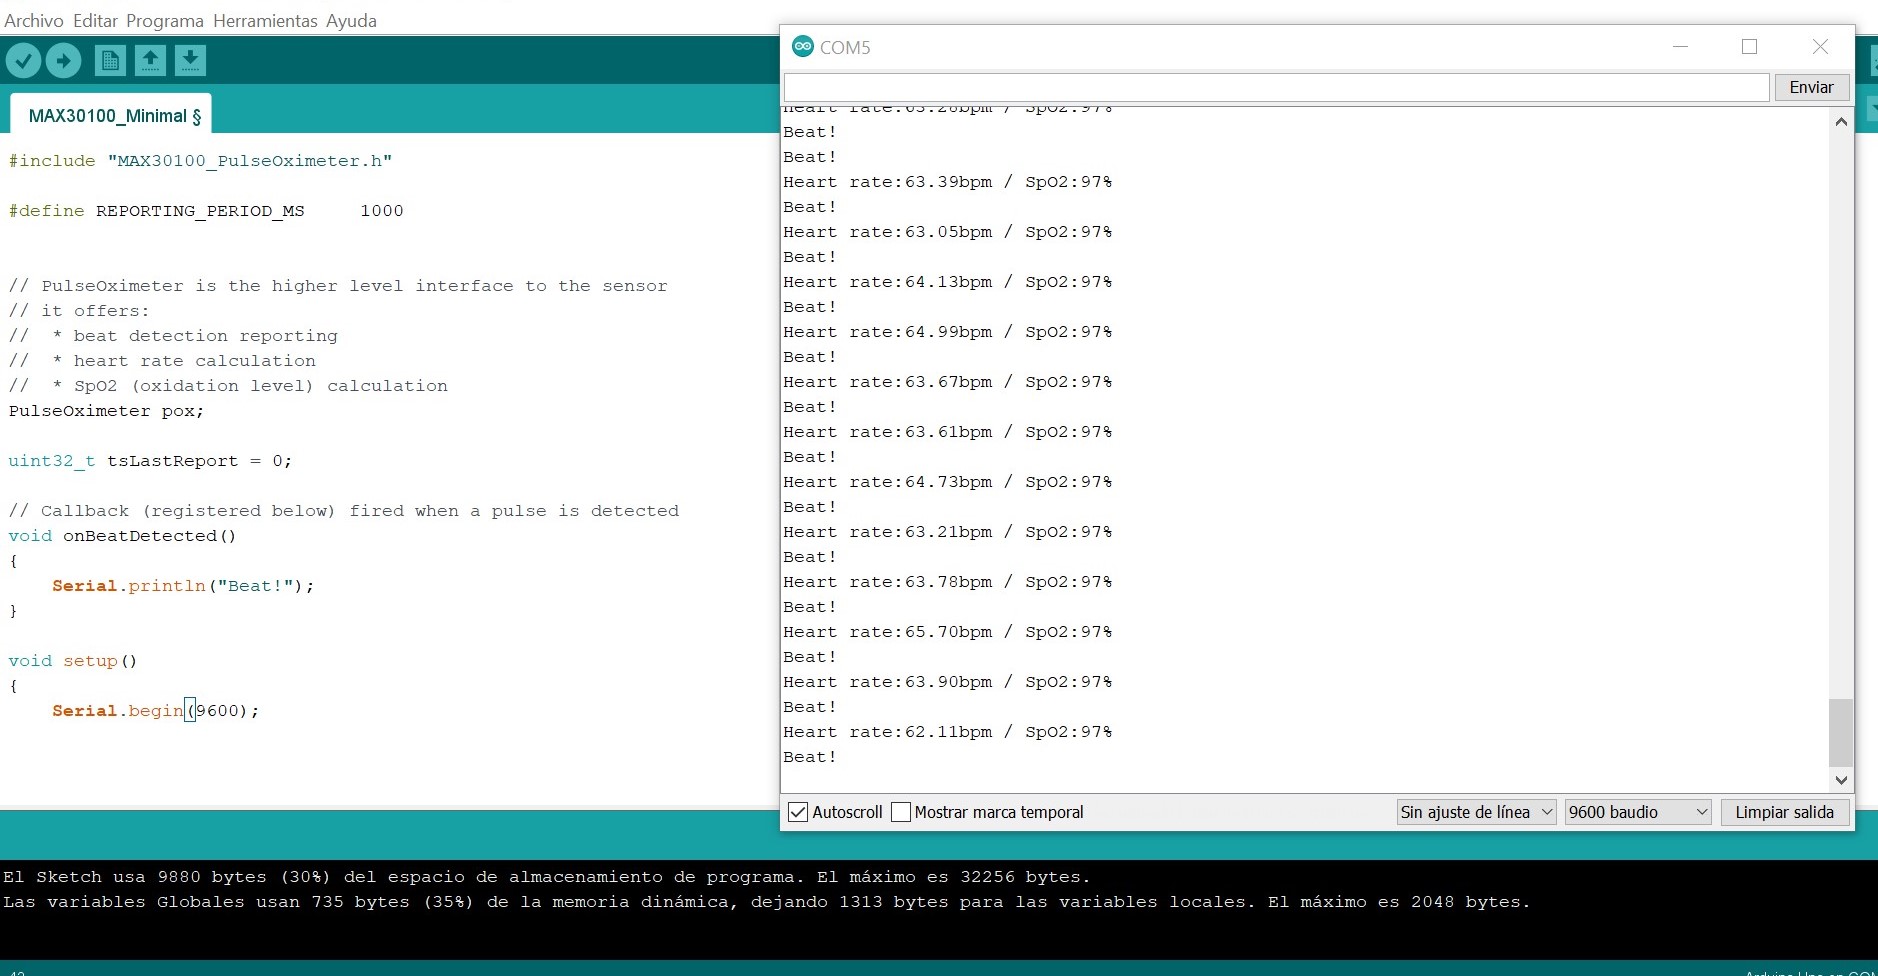 Archivo Editar Programa Herramientas Ayuda
MAX30100_Minimal §
#include "MAX30100_PulseOximeter.h"
#define REPORTING_PERIOD_MS     1000
// PulseOximeter is the higher level interface to the sensor
// it offers:
//  * beat detection reporting
//  * heart rate calculation
//  * SpO2 (oxidation level) calculation
PulseOximeter pox;
uint32_t tsLastReport = 0;
// Callback (registered below) fired when a pulse is detected
void onBeatDetected()
{
    Serial.println("Beat!");
}
void setup()
{
    Serial.begin(9600);
COM5
Enviar
Heart rate:63.28bpm / SpO2:97%
Beat!
Beat!
Heart rate:63.39bpm / SpO2:97%
Beat!
Heart rate:63.05bpm / SpO2:97%
Beat!
Heart rate:64.13bpm / SpO2:97%
Beat!
Heart rate:64.99bpm / SpO2:97%
Beat!
Heart rate:63.67bpm / SpO2:97%
Beat!
Heart rate:63.61bpm / SpO2:97%
Beat!
Heart rate:64.73bpm / SpO2:97%
Beat!
Heart rate:63.21bpm / SpO2:97%
Beat!
Heart rate:63.78bpm / SpO2:97%
Beat!
Heart rate:65.70bpm / SpO2:97%
Beat!
Heart rate:63.90bpm / SpO2:97%
Beat!
Heart rate:62.11bpm / SpO2:97%
Beat!
Autoscroll Mostrar marca temporal Sin ajuste de línea 9600 baudio Limpiar salida
El Sketch usa 9880 bytes (30%) del espacio de almacenamiento de programa. El máximo es 32256 bytes.
Las variables Globales usan 735 bytes (35%) de la memoria dinámica, dejando 1313 bytes para las variables locales. El máximo es 2048 bytes.